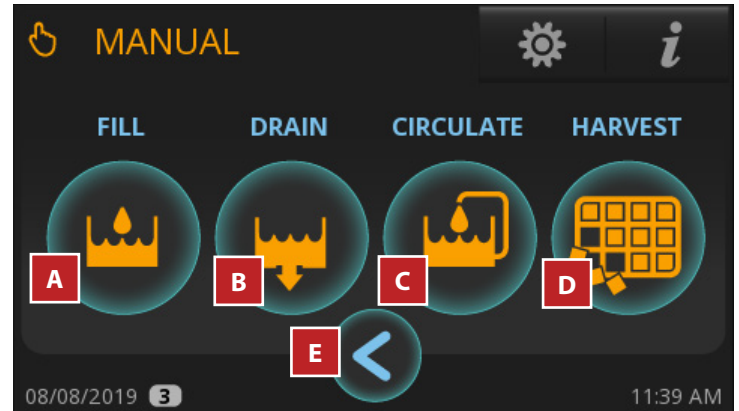 MANUAL i
FILL DRAIN CIRCULATE HARVEST
A B C D
E
08/08/2019 3 11:39 AM